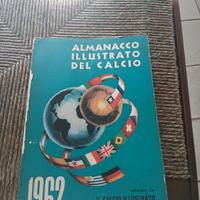 ALMANACCO
ILLUSTRATO
DEL CALCIO
1962
IL CALCIO ILLUSTRATO